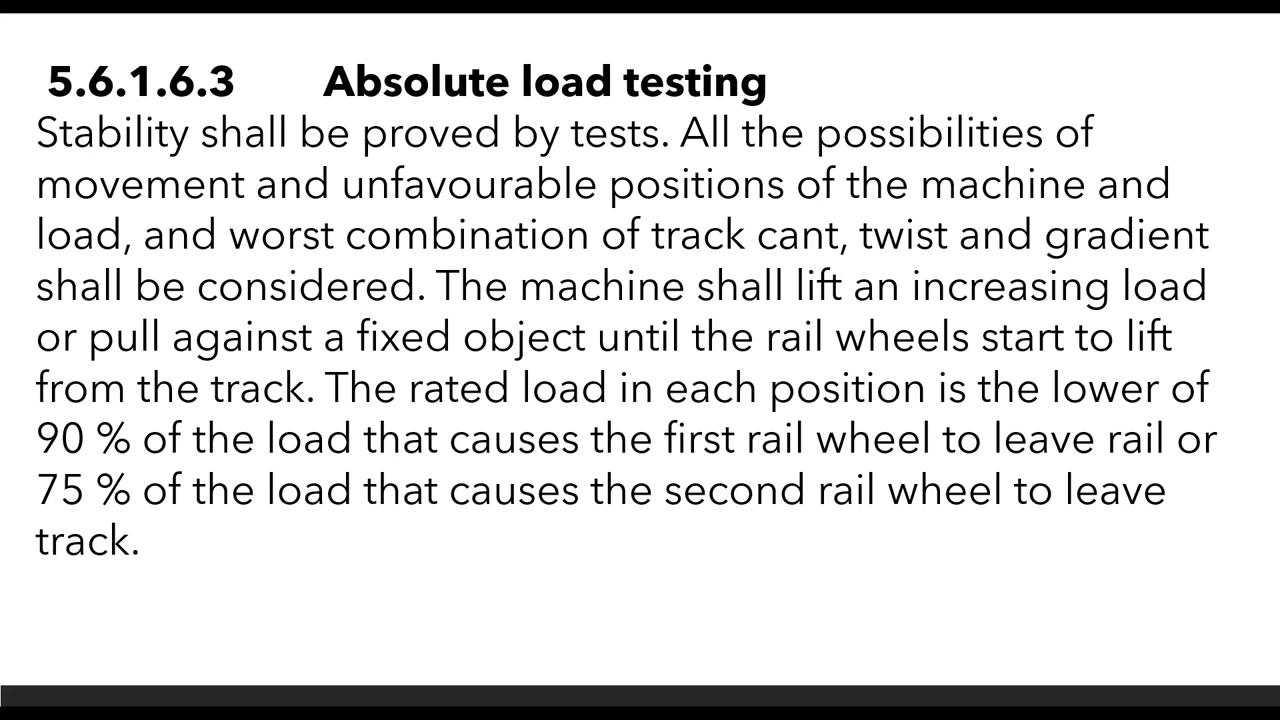 5.6.1.6.3 Absolute load testing
Stability shall be proved by tests. All the possibilities of
movement and unfavourable positions of the machine and
load, and worst combination of track cant, twist and gradient
shall be considered. The machine shall lift an increasing load
or pull against a fixed object until the rail wheels start to lift
from the track. The rated load in each position is the lower of
90 % of the load that causes the first rail wheel to leave rail or
75 % of the load that causes the second rail wheel to leave
track.